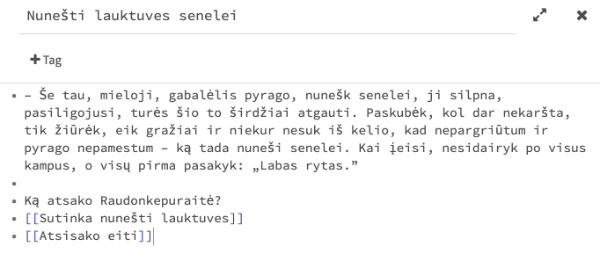 Nunešti lauktuves senelei
+Tag
– Še tau, mieloji, gabalėlis pyrago, nunešk senelei, ji silpna,
pasiligojusi, turės šio to širdžiai atgauti. Paskubėk, kol dar nekaršta,
tik žiūrėk, eik gražiai ir niekur nesuk iš kelio, kad nepargriūtum ir
pyrago nepamestum – ką tada nuneši senelei. Kai įeisi, nesidairyk po visus
kampus, o visų pirma pasakyk: „Labas rytas.”
Ką atsako Raudonkepuraitė?
[[Sutinka nunešti lauktuves]]
[[Atsisako eiti]]